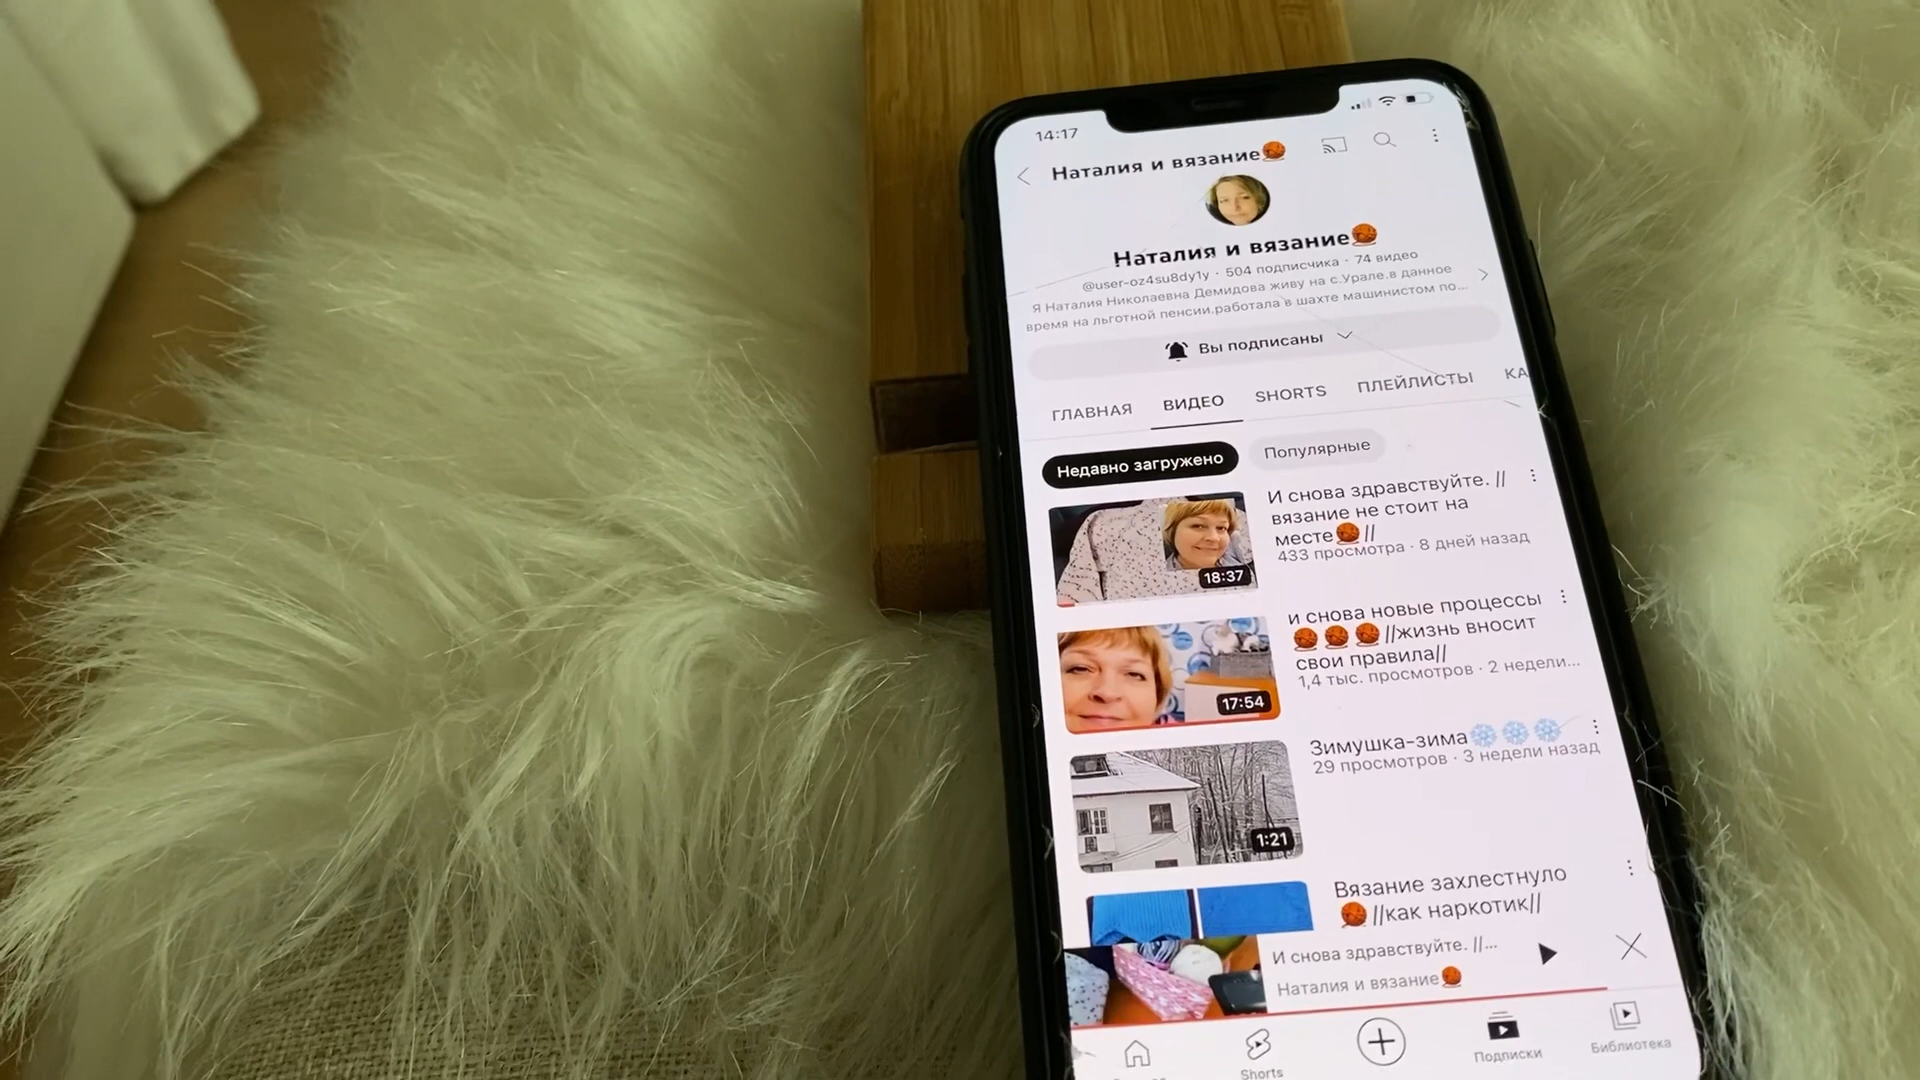 14:17
Наталия и вязание
Наталия и вязание
@user-oz4su8dy1y · 504 подписчика · 74 видео
Я Наталия Николаевна Демидова живу на с.Урале.в данное
время на льготной пенсии.работала в шахте машинистом по...
Вы подписаны
ГЛАВНАЯ ВИДЕО SHORTS ПЛЕЙЛИСТЫ КА
Недавно загружено Популярные
И снова здравствуйте. //
вязание не стоит на
месте //
433 просмотра · 8 дней назад
18:37
и снова новые процессы
//жизнь вносит
свои правила//
1,4 тыс. просмотров · 2 недели...
17:54
Зимушка-зима
29 просмотров · 3 недели назад
1:21
Вязание захлестнуло
//как наркотик//
И снова здравствуйте. //...
Наталия и вязание
Shorts
Подписки
Библиотека